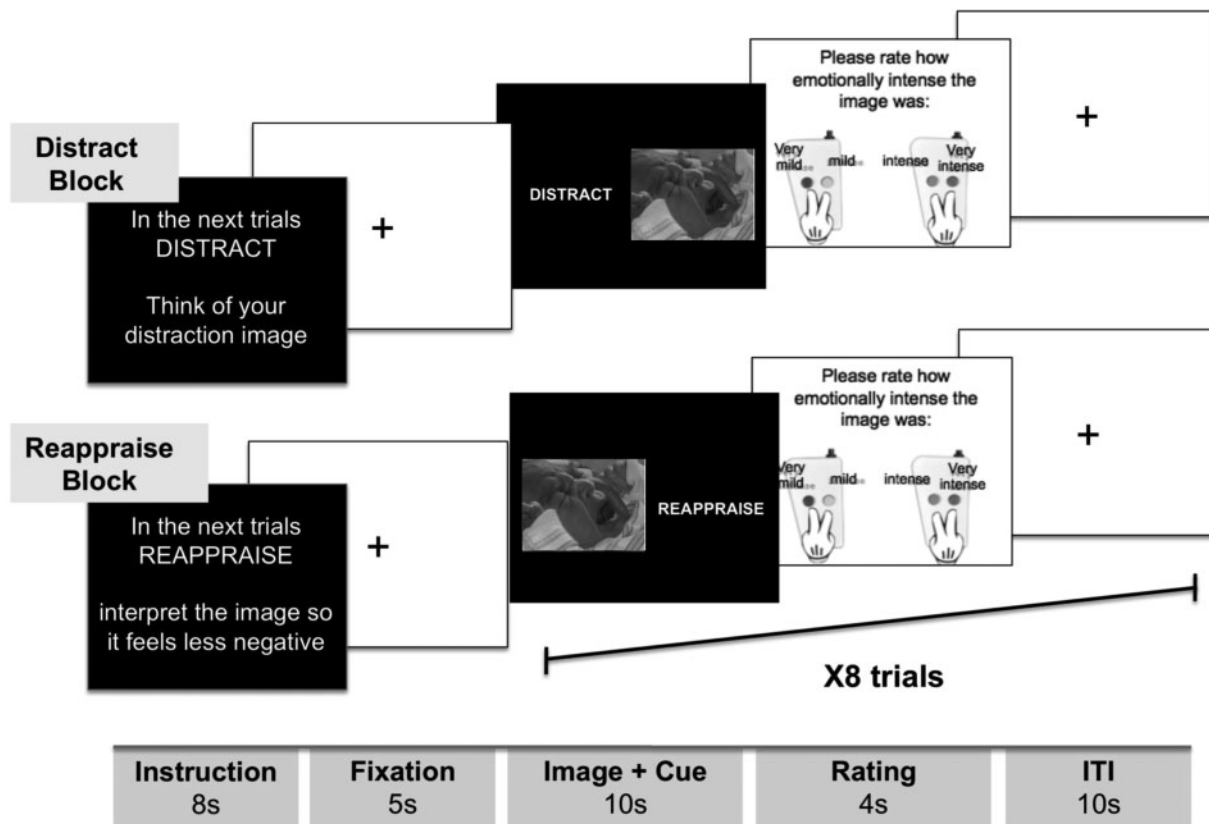 Distract
Block
In the next trials
DISTRACT
Think of your
distraction image
+
DISTRACT
Please rate how
emotionally intense the
image was:
Very
mild
mild
intense
Very
intense
+
Reappraise
Block
In the next trials
REAPPRAISE
interpret the image so
it feels less negative
+
REAPPRAISE
Please rate how
emotionally intense the
image was:
Very
mild
mild
intense
Very
intense
+
X8 trials
Instruction
8s
Fixation
5s
Image + Cue
10s
Rating
4s
ITI
10s